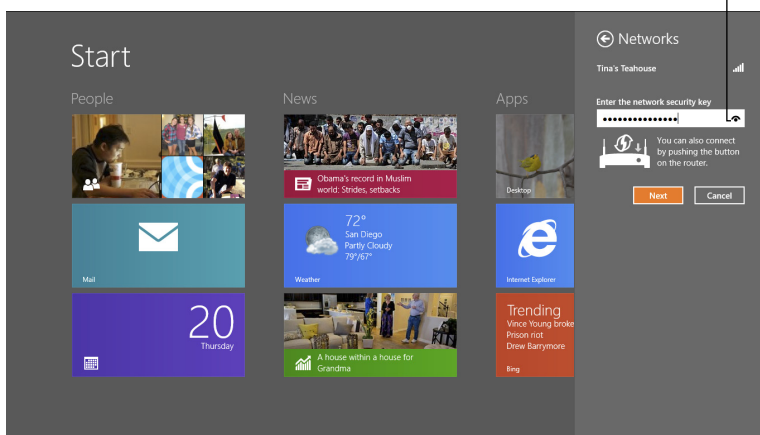 Start
People
News
Obama's record in Muslim
world: Strides, setbacks
Apps
Desktop
Mail
72°
San Diego
Partly Cloudy
79°/67°
Weather
Internet Explorer
20
Thursday
A house within a house for
Grandma
Trending
Vince Young broke
Prison riot
Drew Barrymore
Bing
Networks
Tina's Teahouse
Enter the network security key
•••••••••••••••
You can also connect
by pushing the button
on the router.
Next
Cancel